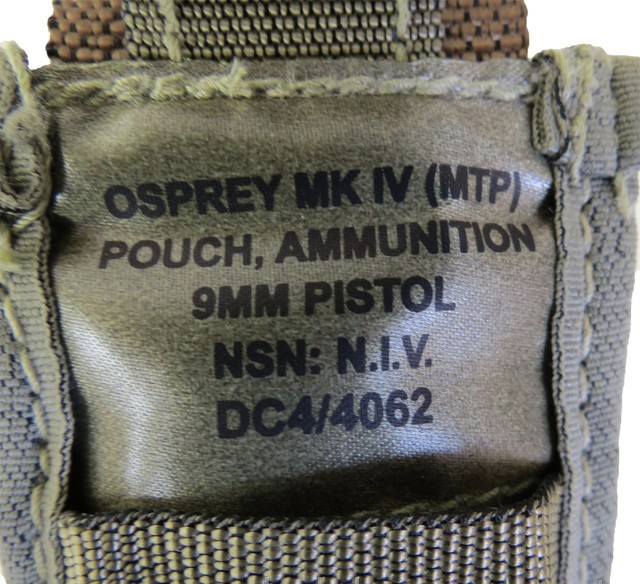 OSPREY MK IV (MTP)
POUCH, AMMUNITION
9MM PISTOL
NSN: N.I.V.
DC4/4062